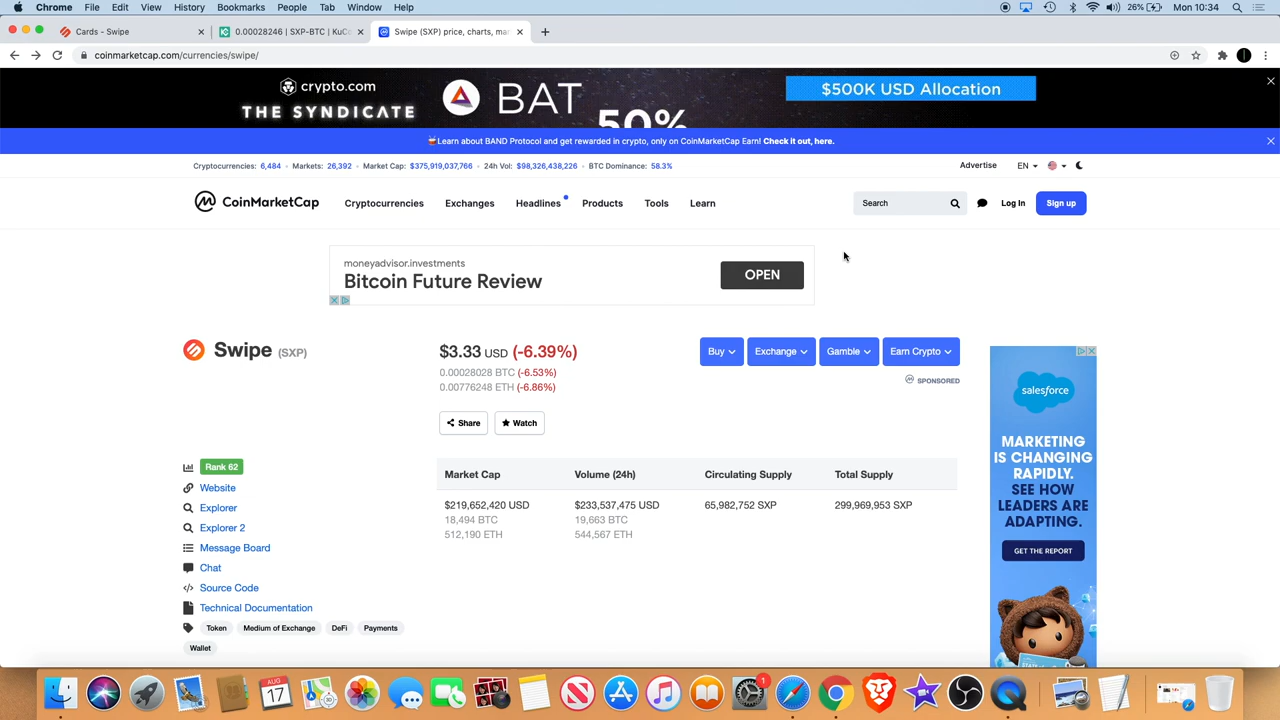 Chrome File Edit View History Bookmarks People Tab Window Help 26% Mon 10:34
Cards - Swipe 0.00028246 | SXP-BTC | KuCo Swipe (SXP) price, charts, mar
coinmarketcap.com/currencies/swipe/
crypto.com
THE SYNDICATE
BAT
50%
$500K USD Allocation
Learn about BAND Protocol and get rewarded in crypto, only on CoinMarketCap Earn! Check it out, here.
Cryptocurrencies: 6,484 • Markets: 26,392 • Market Cap: $375,919,037,766 • 24h Vol: $98,326,438,226 • BTC Dominance: 58.3%
Advertise EN
CoinMarketCap Cryptocurrencies Exchanges Headlines Products Tools Learn Search Log In Sign up
moneyadvisor.investments
Bitcoin Future Review
OPEN
Swipe (SXP)
$3.33 USD (-6.39%)
0.00028028 BTC (-6.53%)
0.00776248 ETH (-6.86%)
Buy Exchange Gamble Earn Crypto
SPONSORED
Share Watch
Rank 62
Website
Explorer
Explorer 2
Message Board
Chat
Source Code
Technical Documentation
Token Medium of Exchange DeFi Payments
Wallet
Market Cap Volume (24h) Circulating Supply Total Supply
$219,652,420 USD $233,537,475 USD 65,982,752 SXP 299,969,953 SXP
18,494 BTC 19,663 BTC
512,190 ETH 544,567 ETH
salesforce
MARKETING
IS CHANGING
RAPIDLY.
SEE HOW
LEADERS ARE
ADAPTING.
GET THE REPORT
AUG
17
1